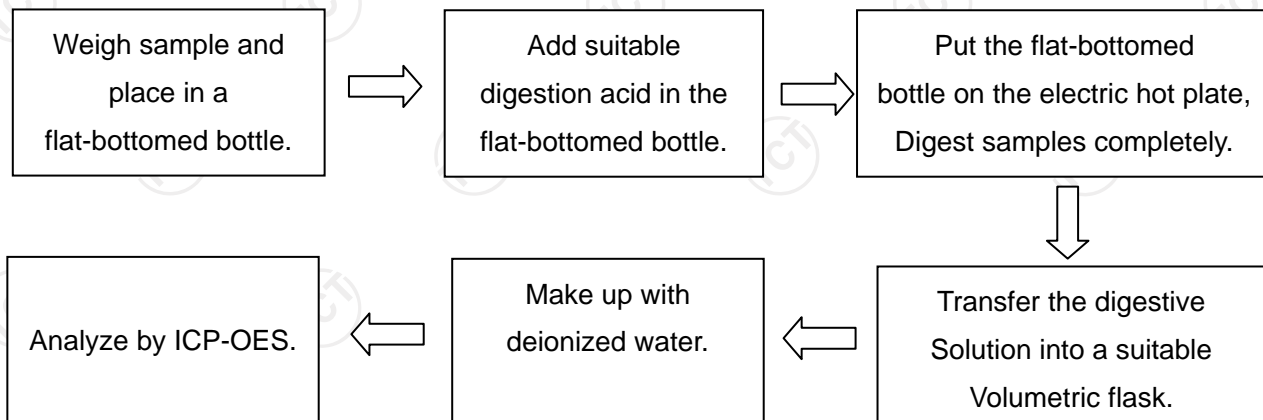 Weigh sample and
place in a
flat-bottomed bottle.
Add suitable
digestion acid in the
flat-bottomed bottle.
Put the flat-bottomed
bottle on the electric hot plate,
Digest samples completely.
Transfer the digestive
Solution into a suitable
Volumetric flask.
Make up with
deionized water.
Analyze by ICP-OES.